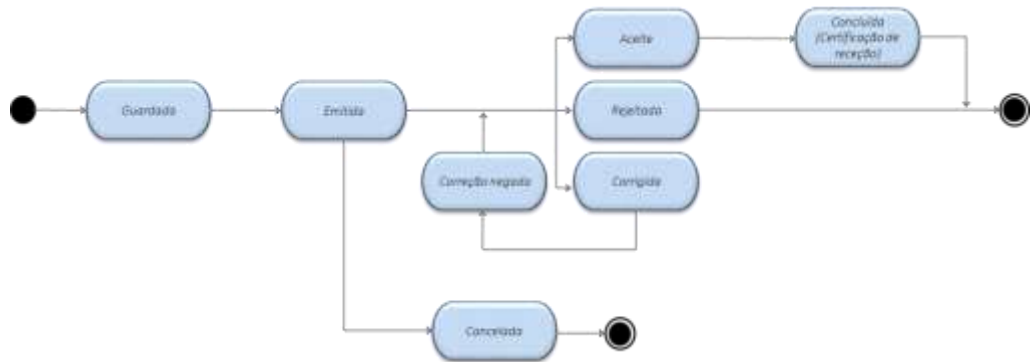 Aceite
Concluída
(Certificação de
receção)
Guardada
Emitida
Rejeitada
Correção negada
Corrigida
Cancelada